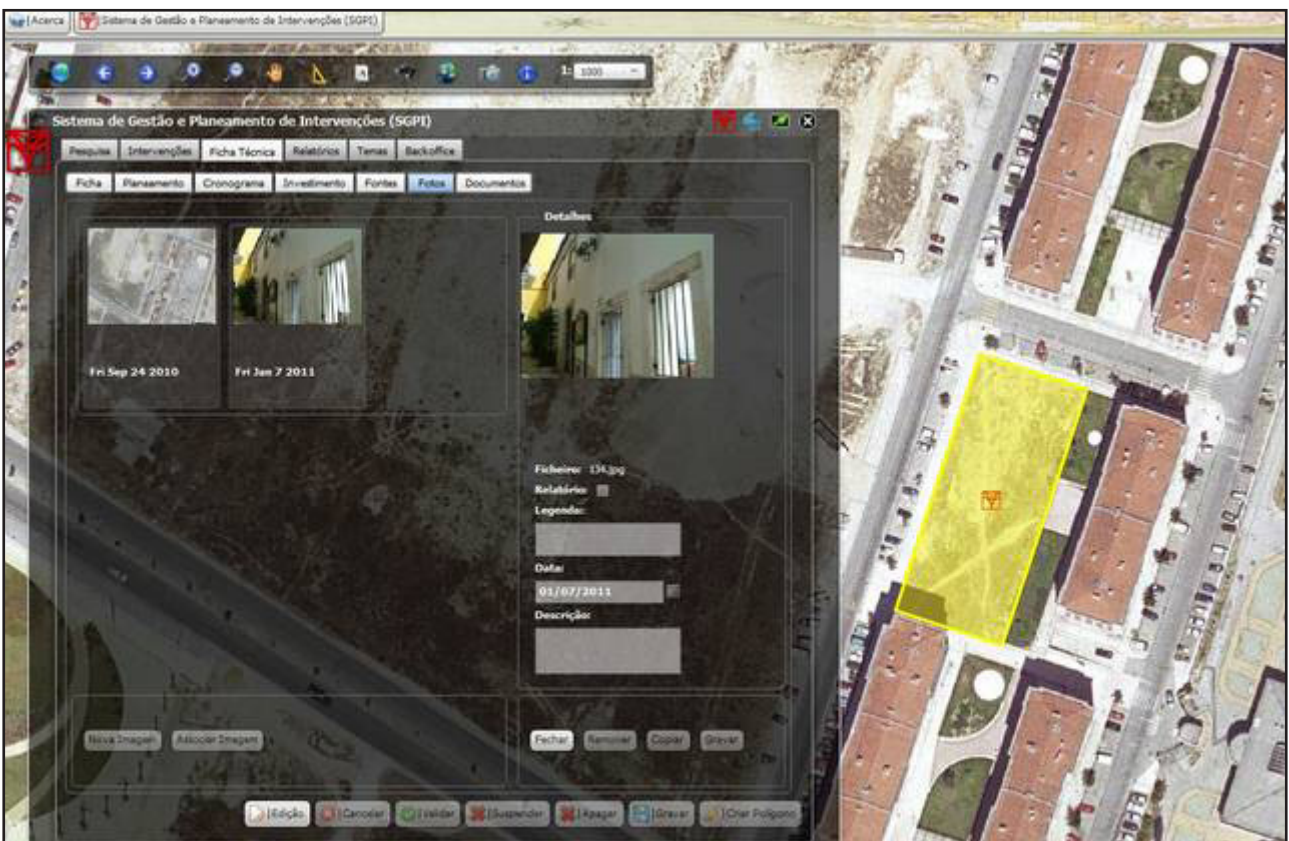 |Acerca
|Sistema de Gestão e Planeamento de Intervenções (SGPI)
1: 1000
Sistema de Gestão e Planeamento de Intervenções (SGPI)
Pesquisa Intervenções Ficha Técnica Relatórios Temas Backoffice
Ficha Planeamento Cronograma Investimento Fontes Fotos Documentos
Detalhes
Fri Sep 24 2010 Fri Jan 7 2011
Ficheiro: 134.jpg
Relatório:
Legenda:
Data:
01/07/2011
Descrição:
Nova Imagem Associar Imagem Fechar Remover Copiar Gravar
|Edição |Cancelar |Validar |Suspender |Apagar |Gravar |Criar Polígono